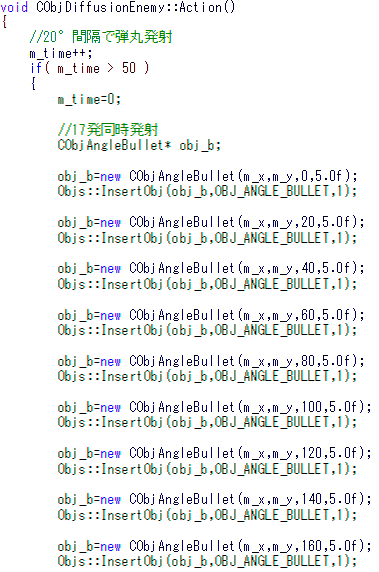 void CObjDiffusionEnemy::Action()
{
//20°間隔で弾丸発射
m_time++;
if( m_time > 50 )
{
m_time=0;
//17発同時発射
CObjAngleBullet* obj_b;
obj_b=new CObjAngleBullet(m_x,m_y,0,5.0f);
Objs::InsertObj(obj_b,OBJ_ANGLE_BULLET,1);
obj_b=new CObjAngleBullet(m_x,m_y,20,5.0f);
Objs::InsertObj(obj_b,OBJ_ANGLE_BULLET,1);
obj_b=new CObjAngleBullet(m_x,m_y,40,5.0f);
Objs::InsertObj(obj_b,OBJ_ANGLE_BULLET,1);
obj_b=new CObjAngleBullet(m_x,m_y,60,5.0f);
Objs::InsertObj(obj_b,OBJ_ANGLE_BULLET,1);
obj_b=new CObjAngleBullet(m_x,m_y,80,5.0f);
Objs::InsertObj(obj_b,OBJ_ANGLE_BULLET,1);
obj_b=new CObjAngleBullet(m_x,m_y,100,5.0f);
Objs::InsertObj(obj_b,OBJ_ANGLE_BULLET,1);
obj_b=new CObjAngleBullet(m_x,m_y,120,5.0f);
Objs::InsertObj(obj_b,OBJ_ANGLE_BULLET,1);
obj_b=new CObjAngleBullet(m_x,m_y,140,5.0f);
Objs::InsertObj(obj_b,OBJ_ANGLE_BULLET,1);
obj_b=new CObjAngleBullet(m_x,m_y,160,5.0f);
Objs::InsertObj(obj_b,OBJ_ANGLE_BULLET,1);